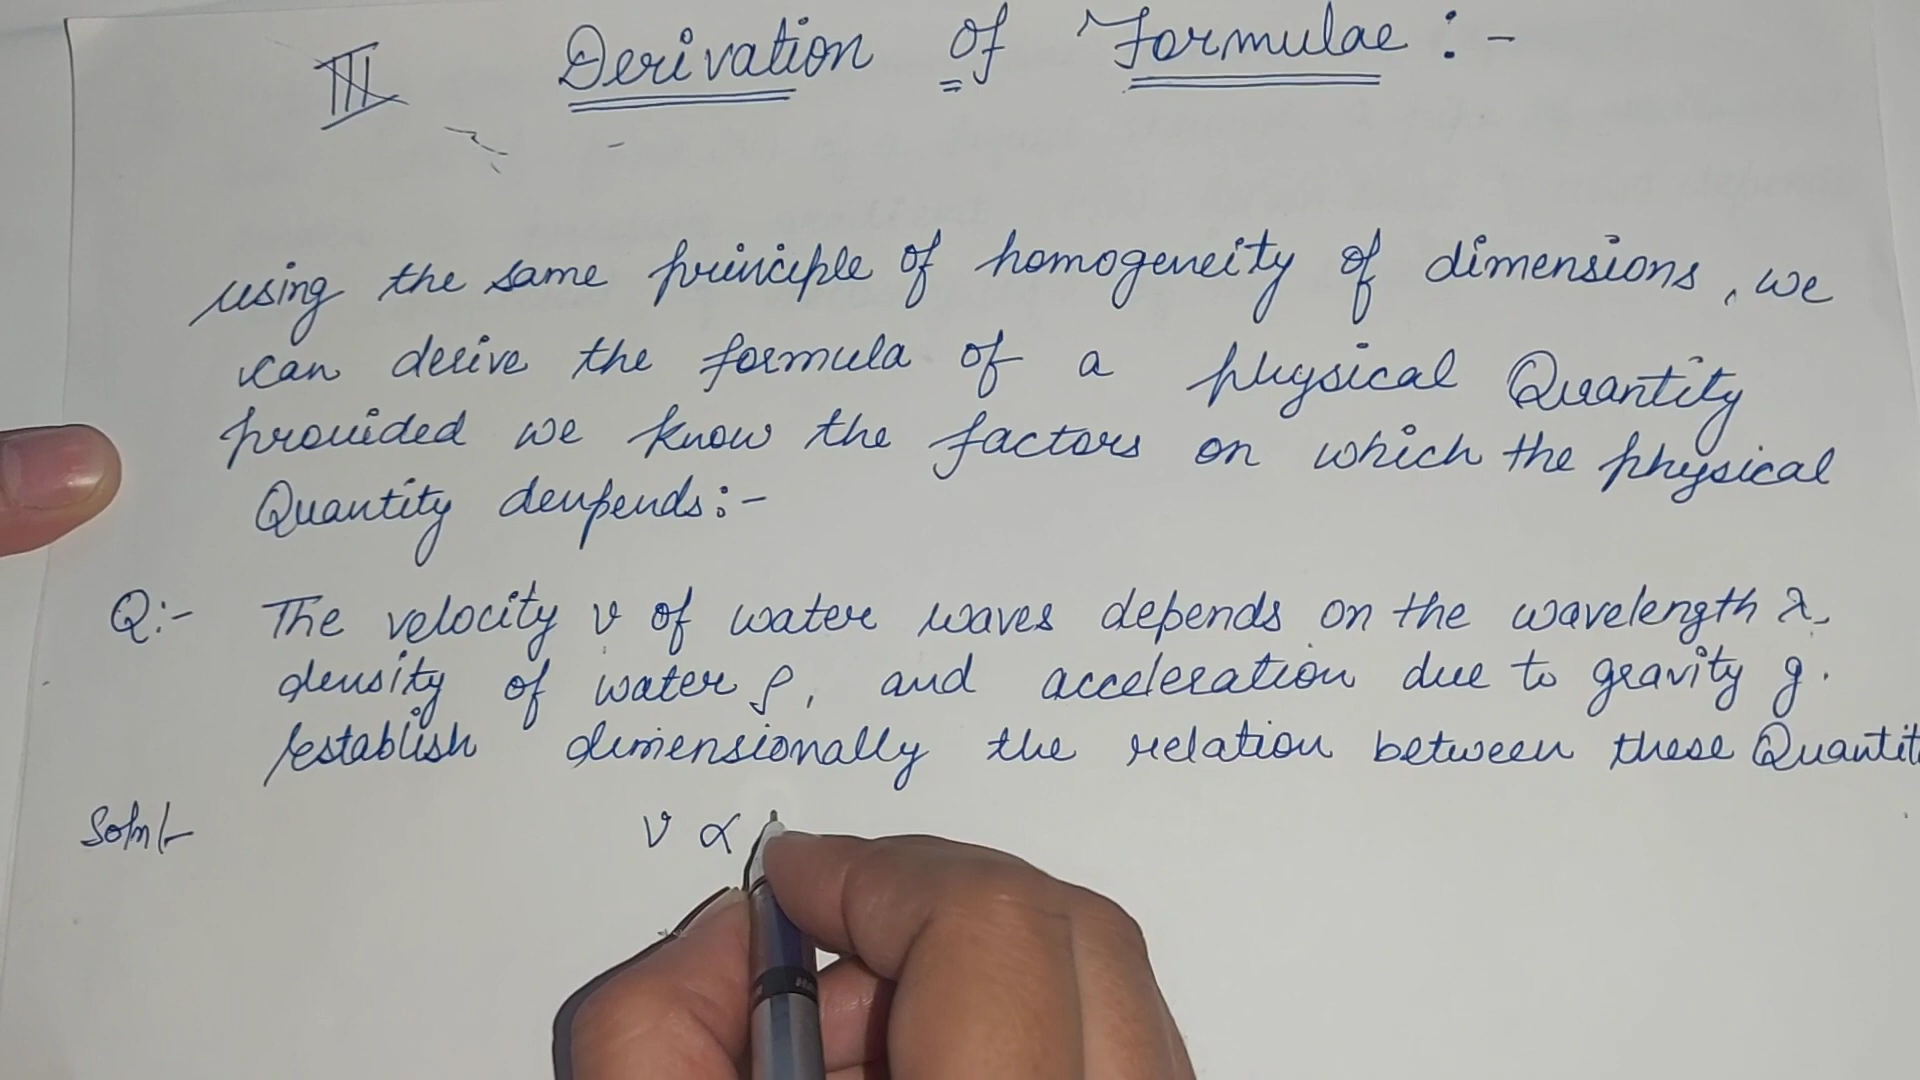 III Derivation of Formulae :-
using the same principle of homogeneity of dimensions, we
can derive the formula of a physical Quantity
provided we know the factors on which the physical
Quantity denpends:-
Q:- The velocity v of water waves depends on the wavelength λ,
density of water ρ, and acceleration due to gravity g.
establish dimensionally the relation between these Quantit
Soln:- v ∝